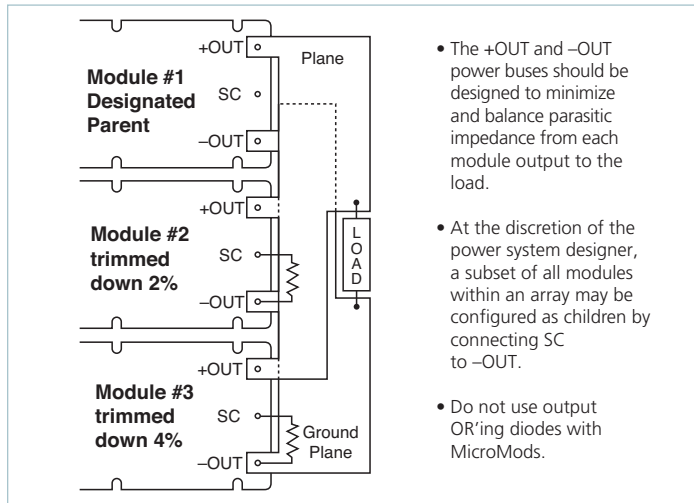 +OUT
Plane
Module #1
Designated
Parent
SC
–OUT
+OUT
Module #2
trimmed
down 2%
SC
–OUT
LOAD
+OUT
Module #3
trimmed
down 4%
SC
Ground
Plane
–OUT
• The +OUT and –OUT
power buses should be
designed to minimize
and balance parasitic
impedance from each
module output to the
load.
• At the discretion of the
power system designer,
a subset of all modules
within an array may be
configured as children by
connecting SC
to –OUT.
• Do not use output
OR'ing diodes with
MicroMods.